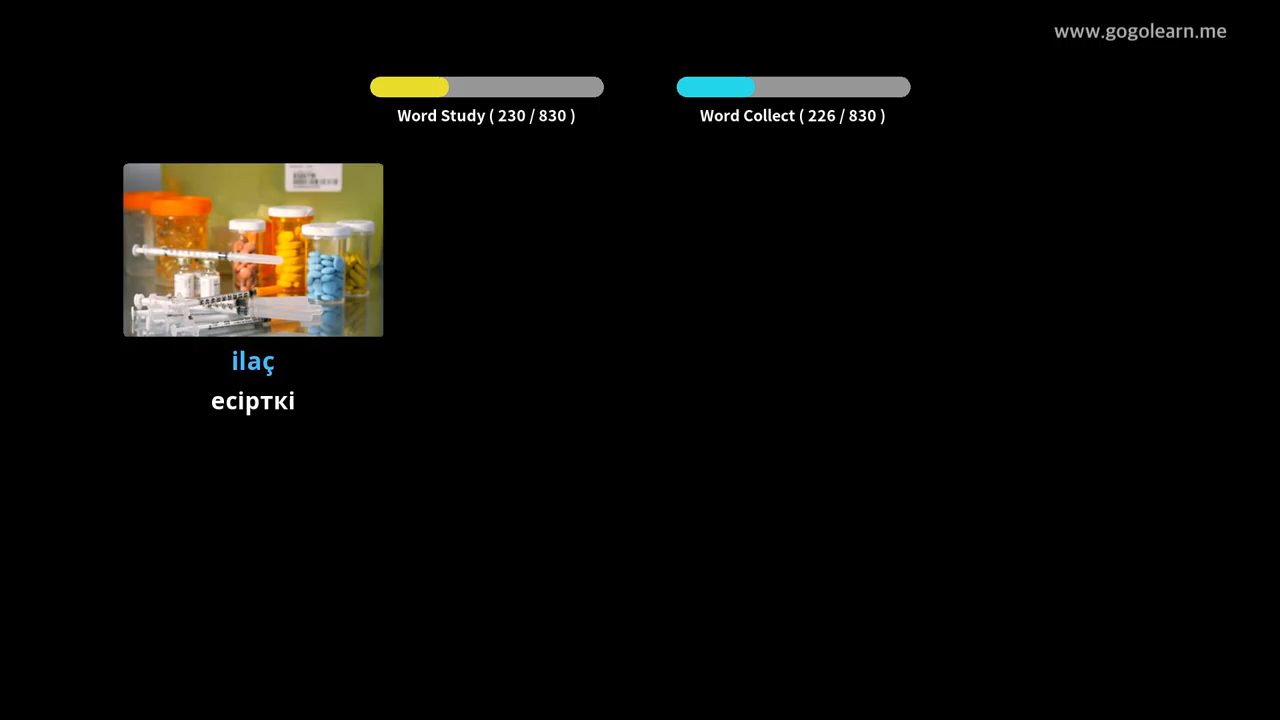 www.gogolearn.me
Word Study ( 230 / 830 )
Word Collect ( 226 / 830 )
ilaç
есірткі